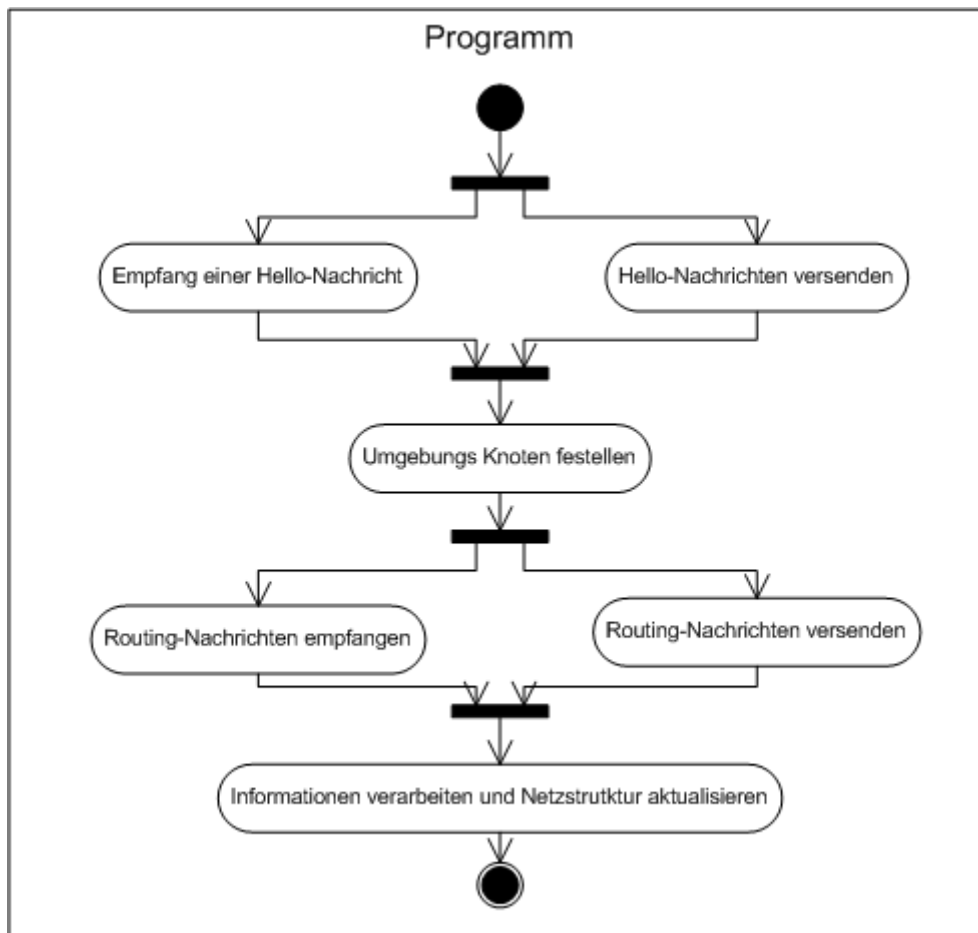 Programm
Empfang einer Hello-Nachricht
Hello-Nachrichten versenden
Umgebungs Knoten festellen
Routing-Nachrichten empfangen
Routing-Nachrichten versenden
Informationen verarbeiten und Netzstrutktur aktualisieren